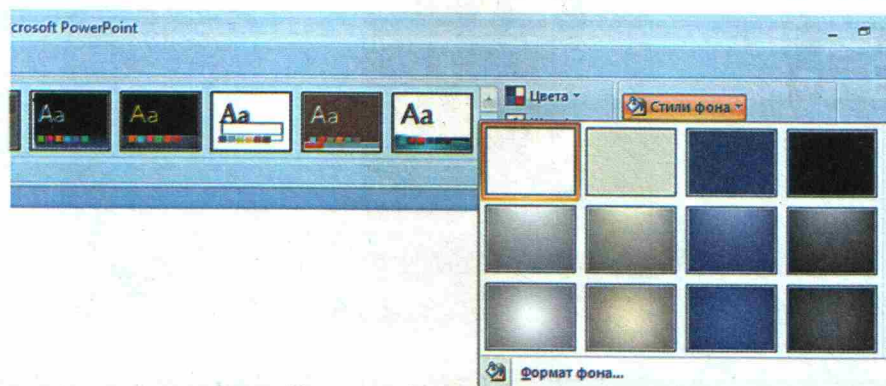 crosoft PowerPoint
Aa Aa Aa Aa Aa
Цвета
Стили фона
Формат фона...